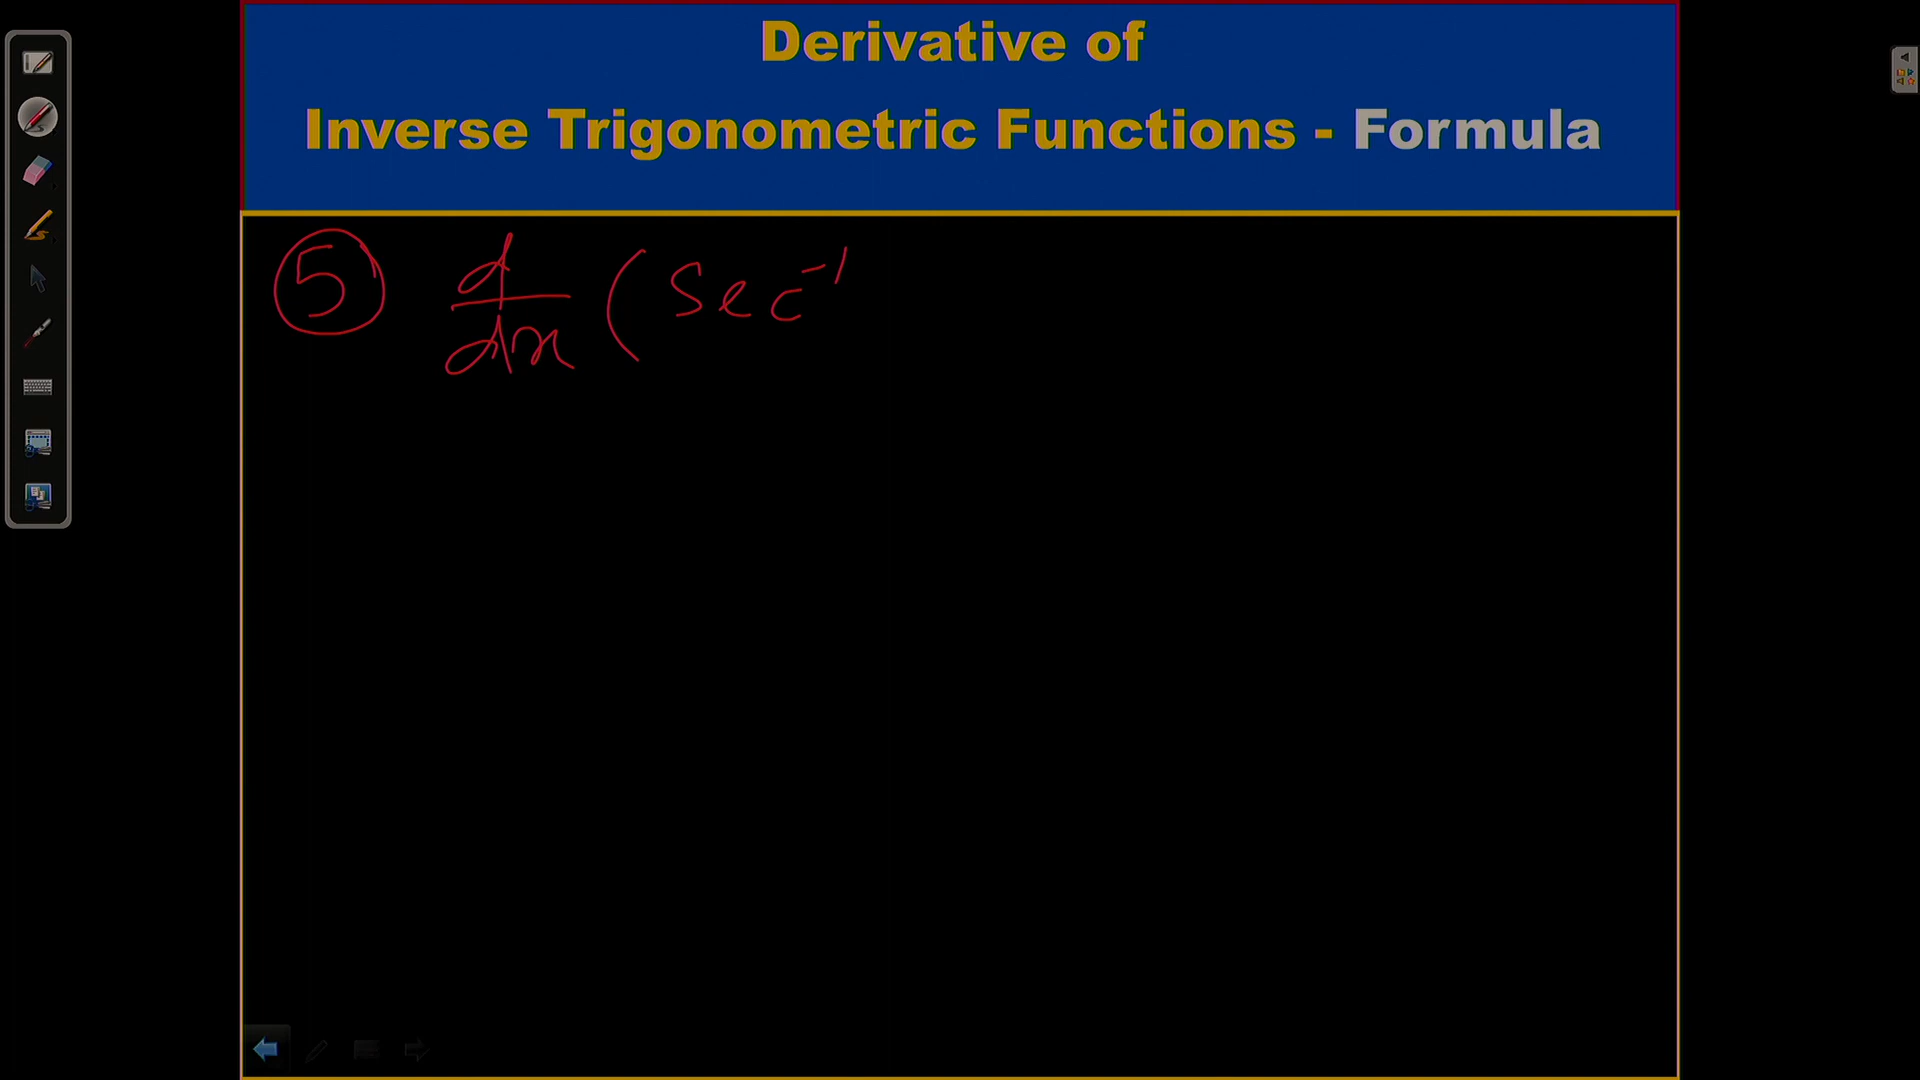 Derivative of
Inverse Trigonometric Functions - Formula
5 d/dx ( Sec⁻¹